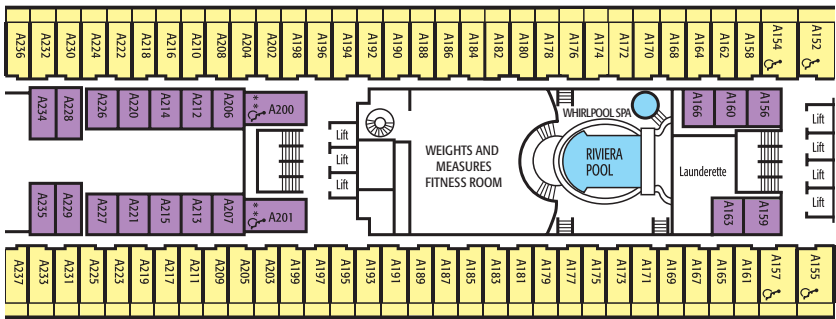 A236 A232 A230 A224 A222 A218 A216 A210 A208 A204 A202 A198 A196 A194 A192 A190 A188 A186 A184 A182 A180 A178 A176 A174 A172 A170 A168 A164 A162 A158 A154 A152
A234 A228 A226 A220 A214 A212 A206 ** A200
A166 A160 A156
WHIRLPOOL SPA
Lift
Lift
Lift
Lift
Lift
Lift
Lift
WEIGHTS AND
MEASURES
FITNESS ROOM
RIVIERA
POOL
Launderette
A235 A229 A227 A221 A215 A213 A207 ** A201
A163 A159
A237 A233 A231 A225 A223 A219 A217 A211 A209 A205 A203 A199 A197 A195 A193 A191 A189 A187 A185 A183 A181 A179 A177 A175 A173 A171 A169 A167 A165 A161 A157 A155